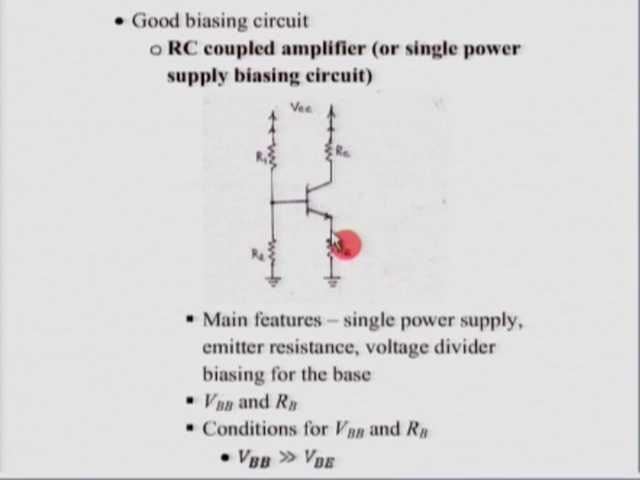 • Good biasing circuit
o RC coupled amplifier (or single power
supply biasing circuit)
Vcc
R1 Rc
R2
▪ Main features – single power supply,
emitter resistance, voltage divider
biasing for the base
▪ VBB and RB
▪ Conditions for VBB and RB
• VBB >> VBE